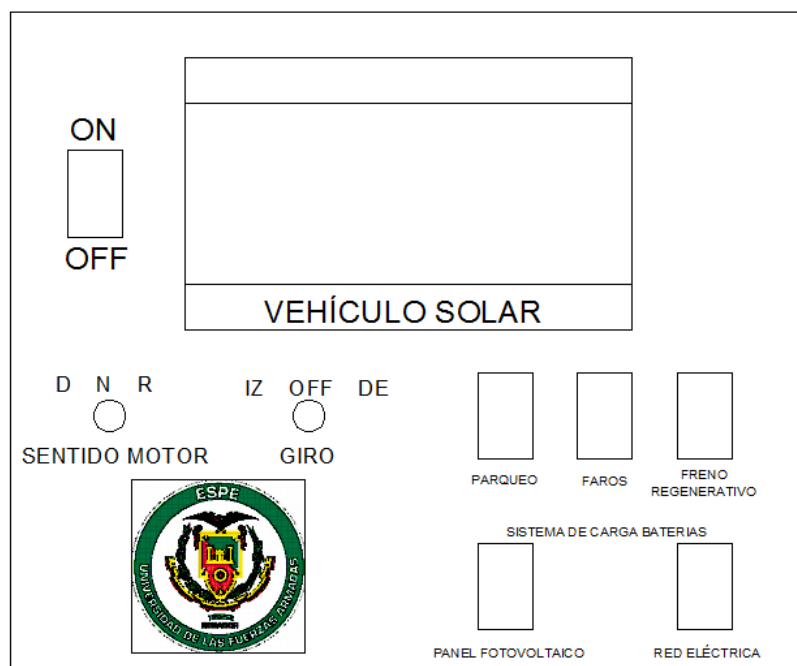 ON
OFF
VEHÍCULO SOLAR
D N R
IZ OFF DE
SENTIDO MOTOR
GIRO
PARQUEO
FAROS
FRENO
REGENERATIVO
SISTEMA DE CARGA BATERIAS
PANEL FOTOVOLTAICO
RED ELÉCTRICA
ESPE
UNIVERSIDAD DE LAS FUERZAS ARMADAS